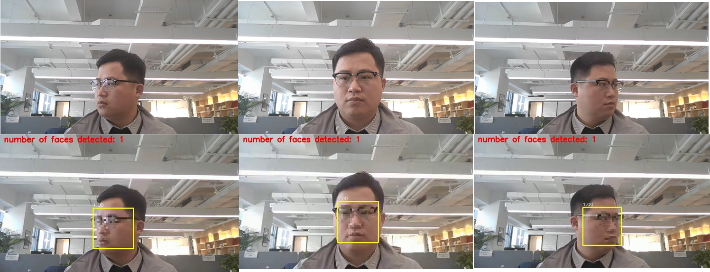 number of faces detected: 1
number of faces detected: 1
number of faces detected: 1